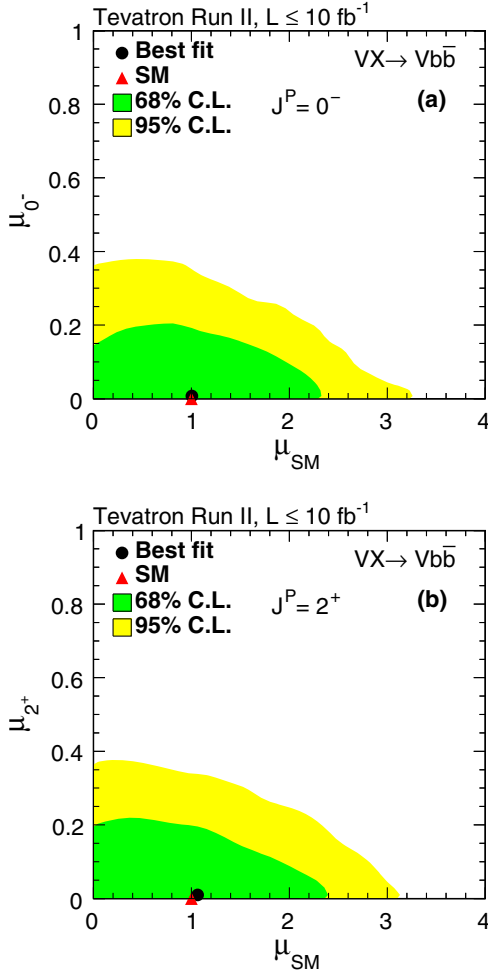 Tevatron Run II, L ≤ 10 fb⁻¹
1
Best fit
VX→ Vbb̅
SM
68% C.L.
Jᴾ= 0⁻
(a)
0.8
95% C.L.
0.6
μ₀₋
0.4
0.2
0
0 1 2 3 4
μSM
Tevatron Run II, L ≤ 10 fb⁻¹
1
Best fit
VX→ Vbb̅
SM
68% C.L.
Jᴾ= 2⁺
(b)
0.8
95% C.L.
0.6
μ₂₊
0.4
0.2
0
0 1 2 3 4
μSM